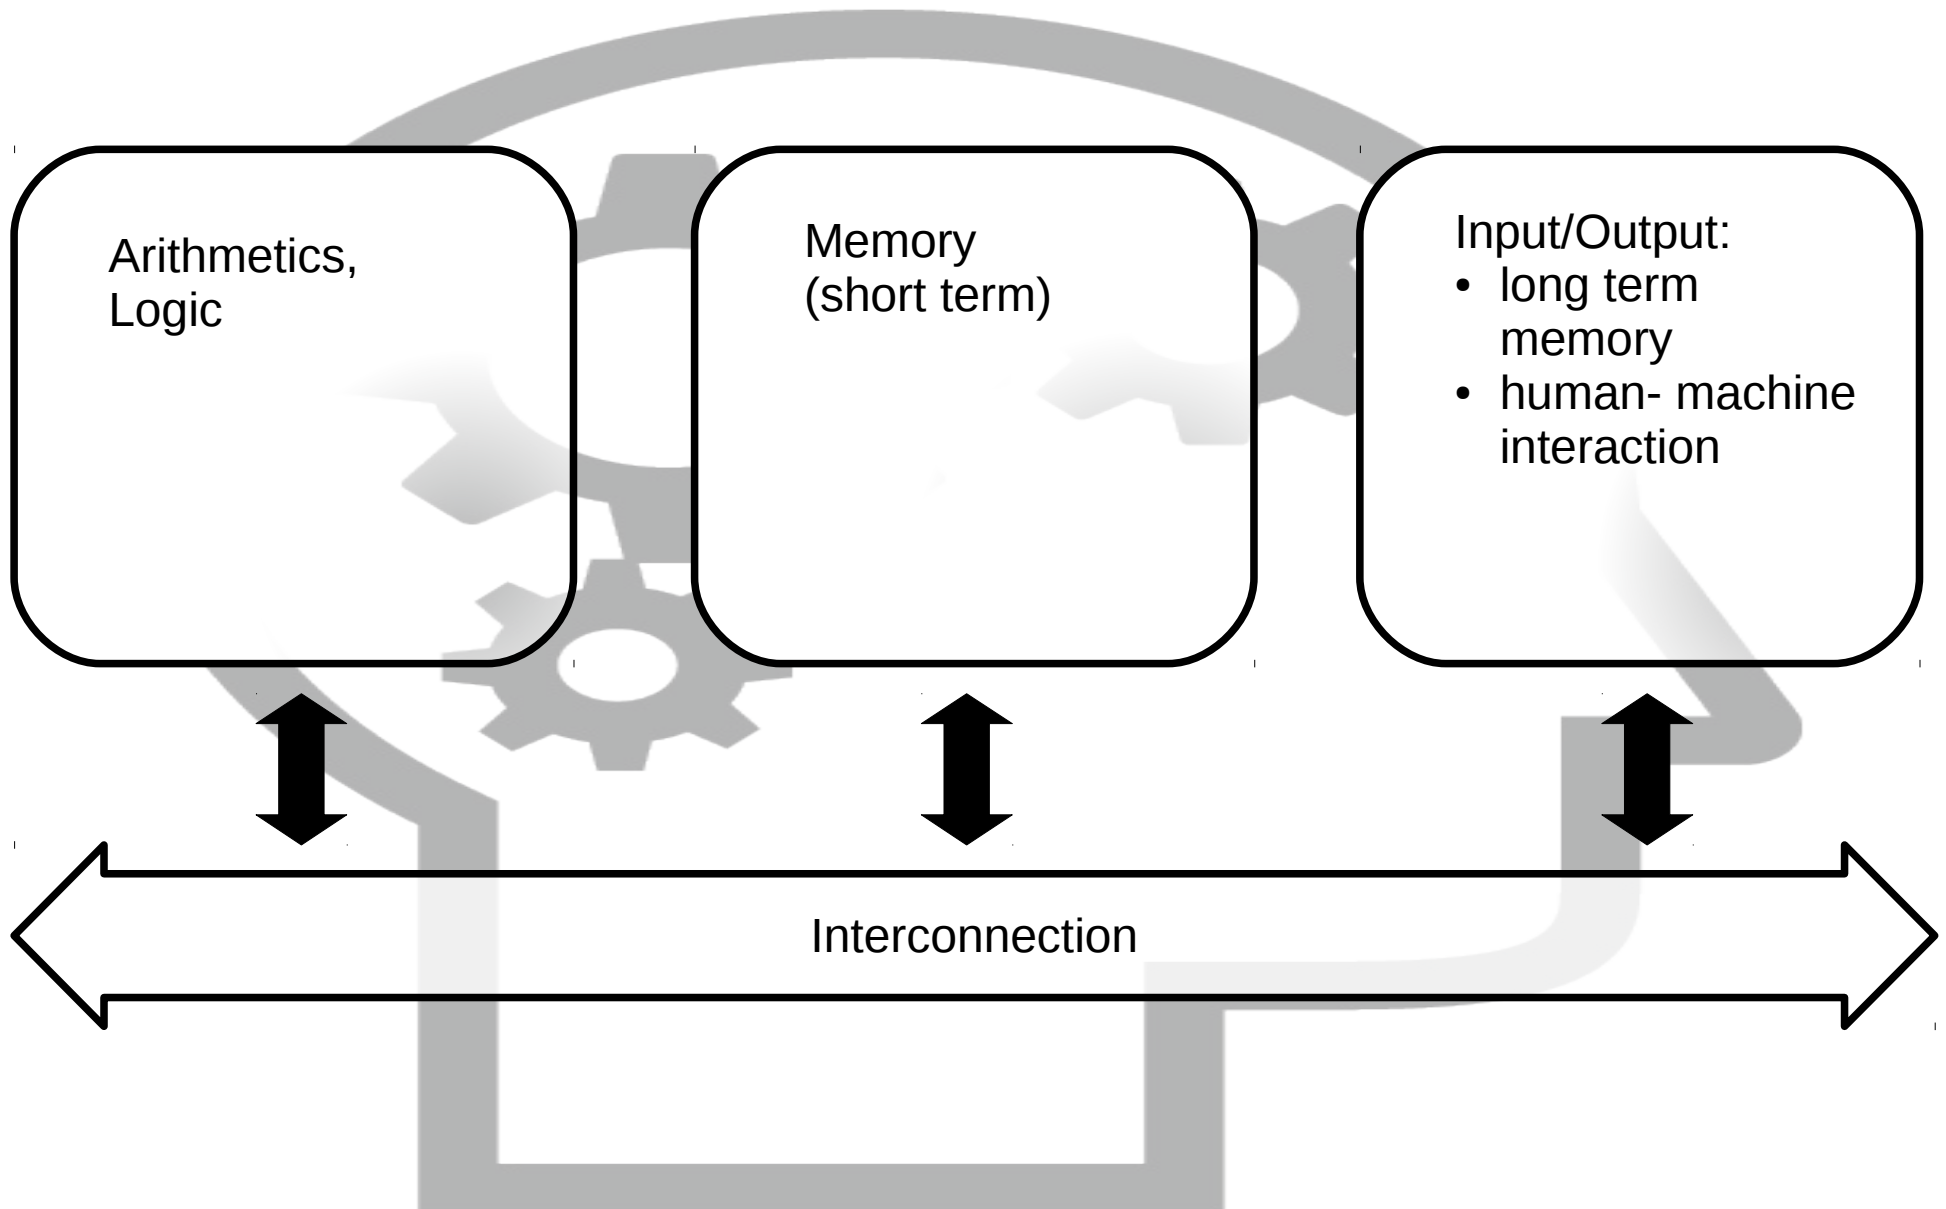 Arithmetics,
Logic
Memory
(short term)
Input/Output:
• long term
memory
• human- machine
interaction
Interconnection